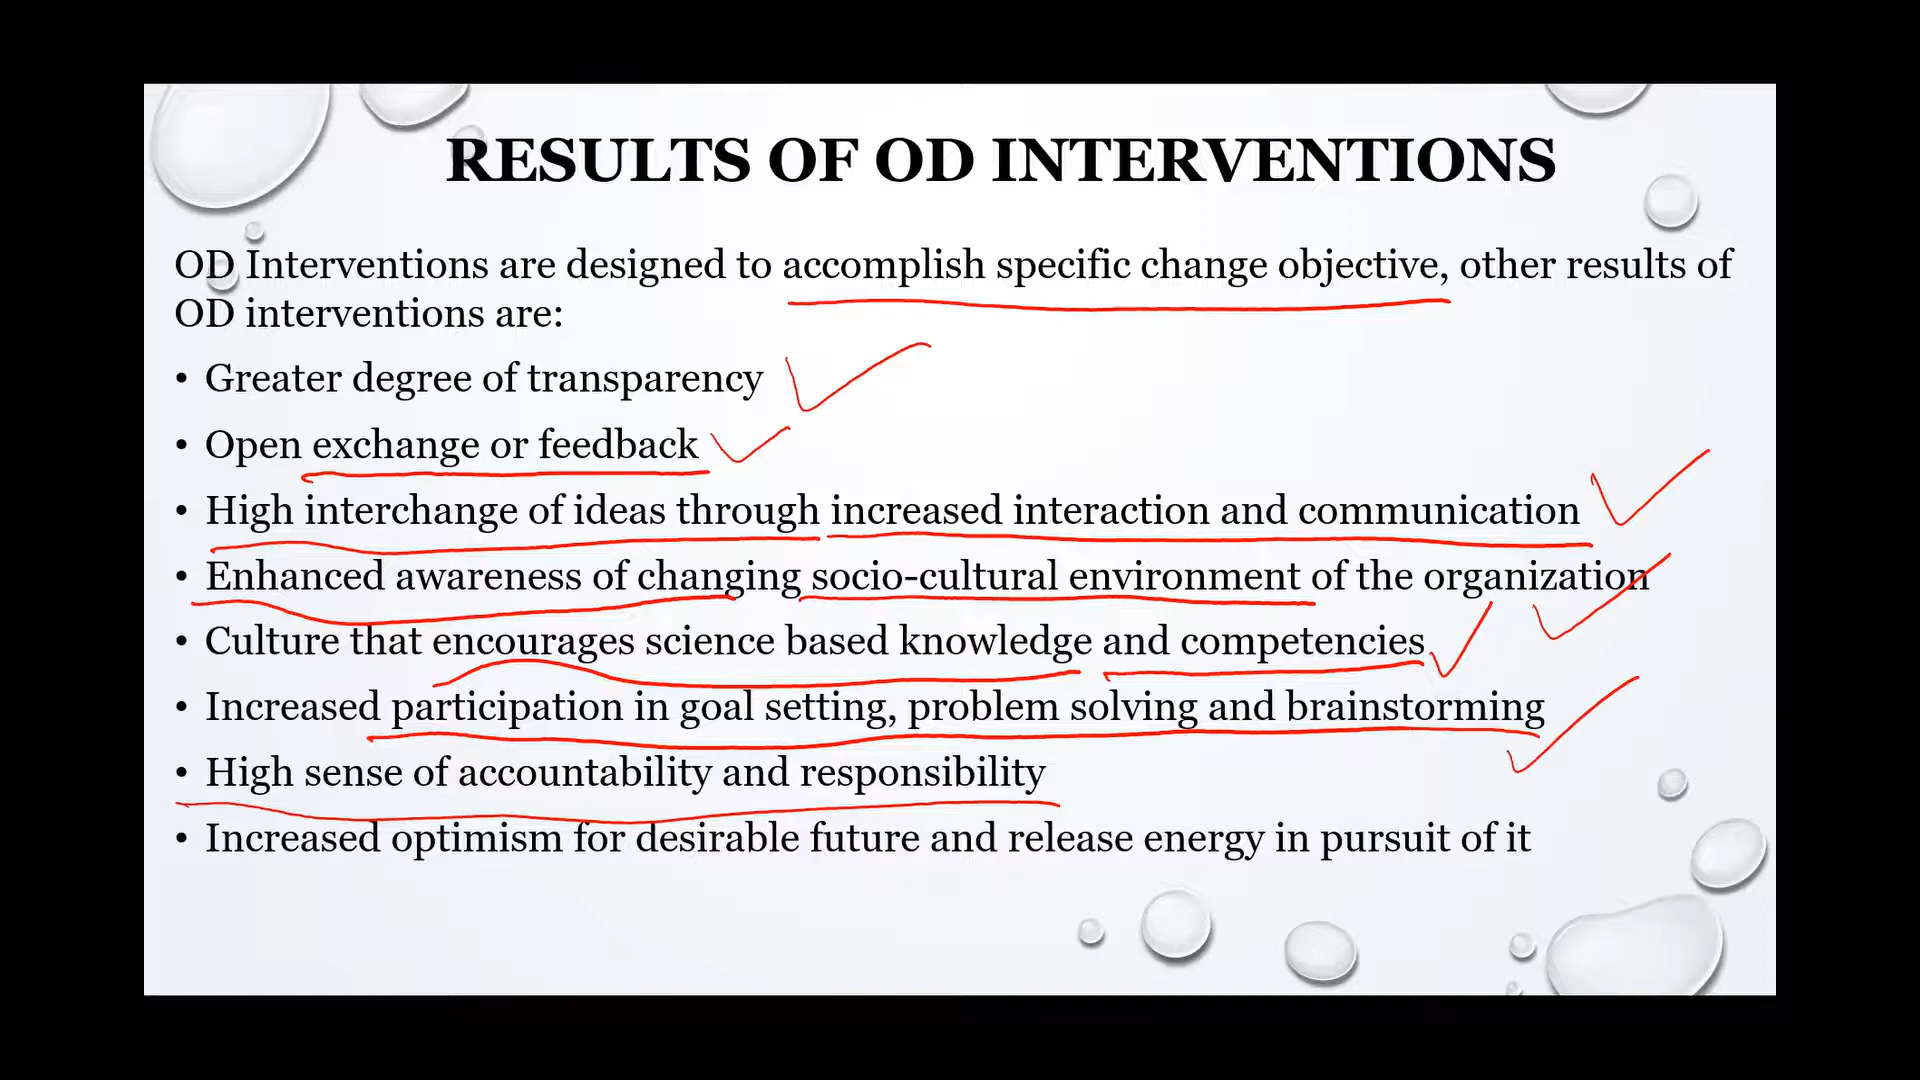 RESULTS OF OD INTERVENTIONS
OD Interventions are designed to accomplish specific change objective, other results of
OD interventions are:
• Greater degree of transparency
• Open exchange or feedback
• High interchange of ideas through increased interaction and communication
• Enhanced awareness of changing socio-cultural environment of the organization
• Culture that encourages science based knowledge and competencies
• Increased participation in goal setting, problem solving and brainstorming
• High sense of accountability and responsibility
• Increased optimism for desirable future and release energy in pursuit of it